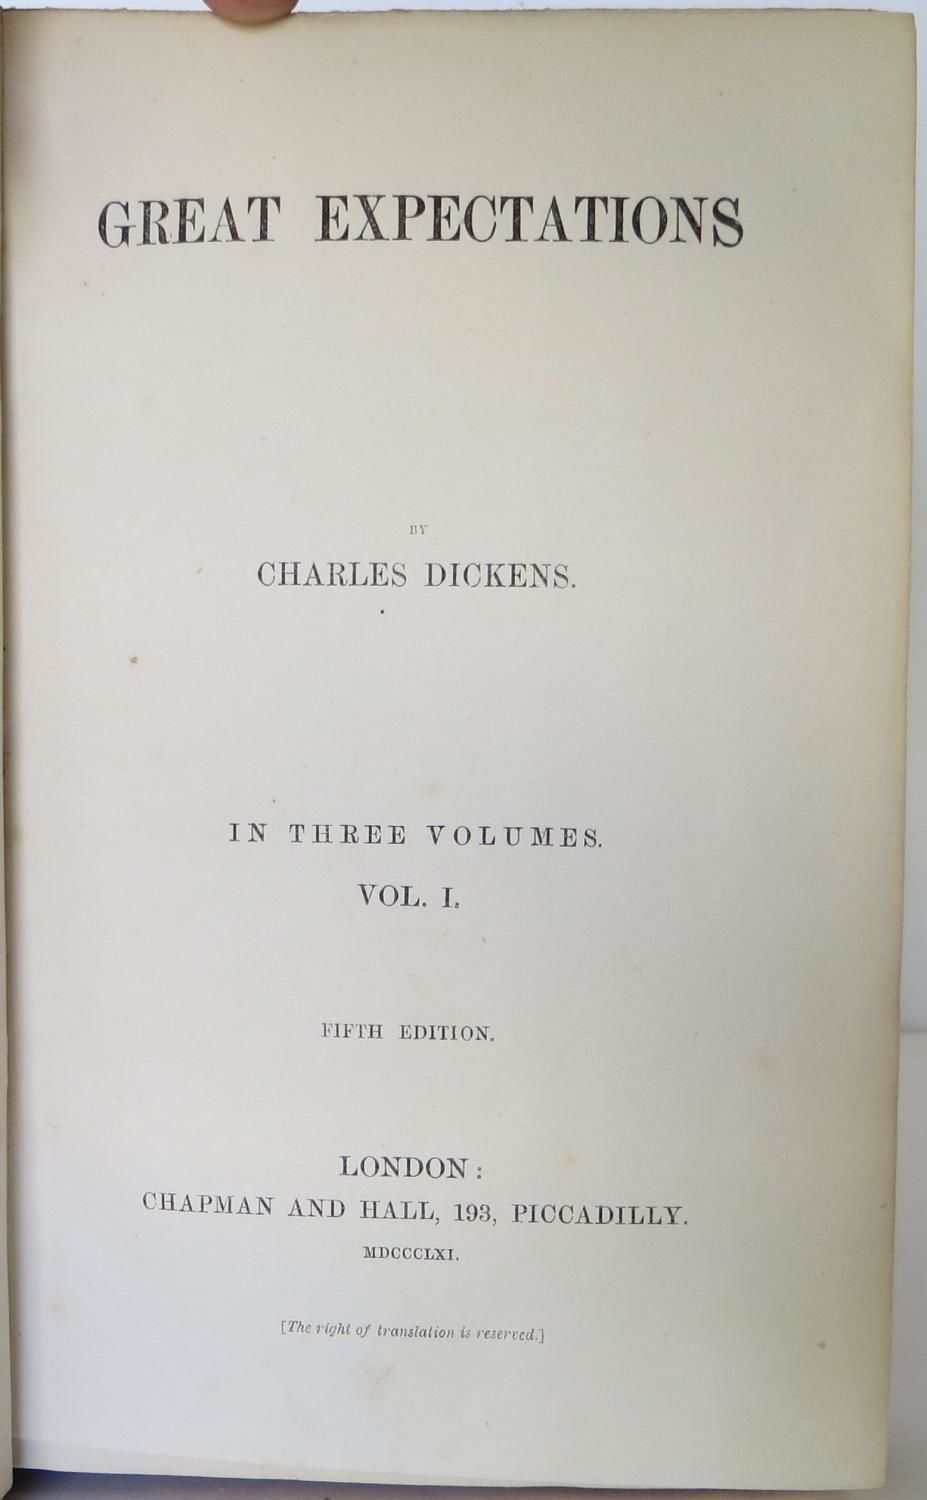 GREAT EXPECTATIONS
BY
CHARLES DICKENS.
IN THREE VOLUMES.
VOL. I.
FIFTH EDITION.
LONDON:
CHAPMAN AND HALL, 193, PICCADILLY.
MDCCCLXI.
[The right of translation is reserved.]